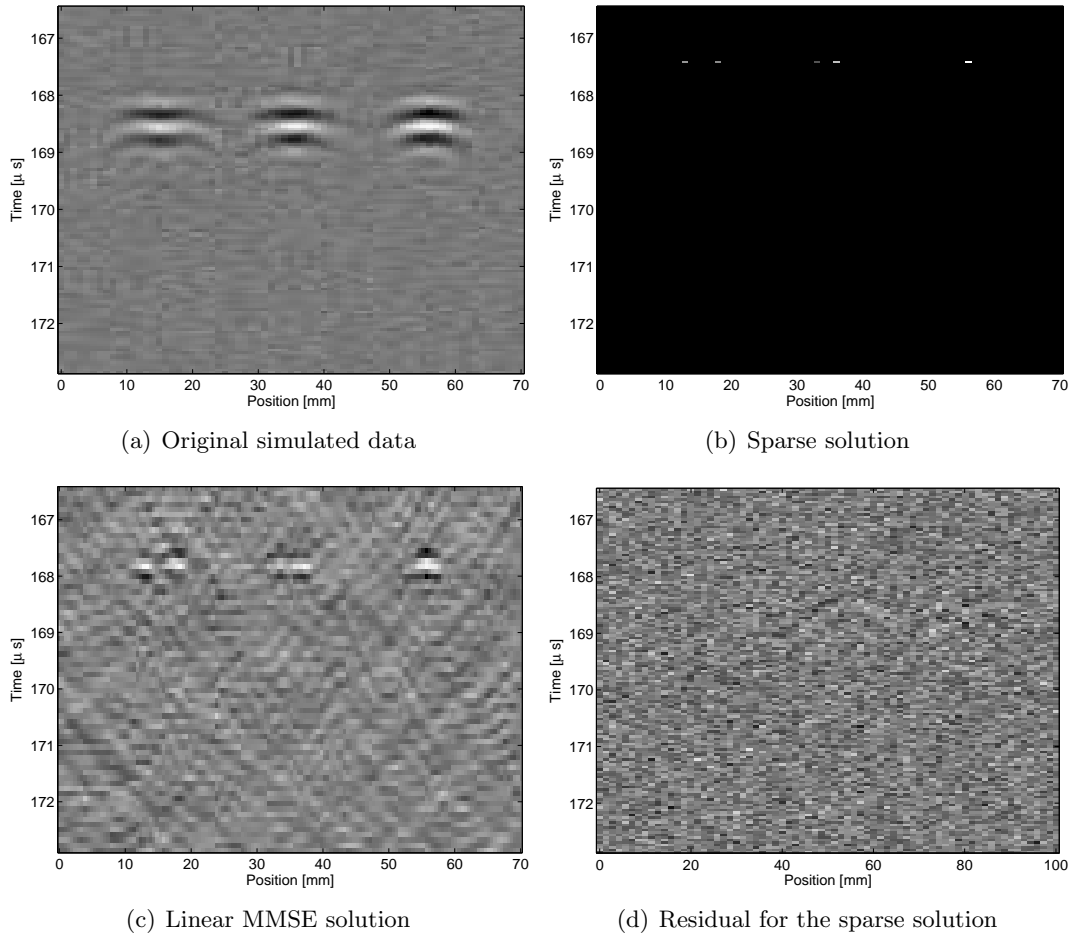 167
168
169
170
171
172
Time [μ s]
0 10 20 30 40 50 60 70
Position [mm]
(a) Original simulated data
167
168
169
170
171
172
Time [μ s]
0 10 20 30 40 50 60 70
Position [mm]
(b) Sparse solution
167
168
169
170
171
172
Time [μ s]
0 10 20 30 40 50 60 70
Position [mm]
(c) Linear MMSE solution
167
168
169
170
171
172
Time [μ s]
0 20 40 60 80 100
Position [mm]
(d) Residual for the sparse solution